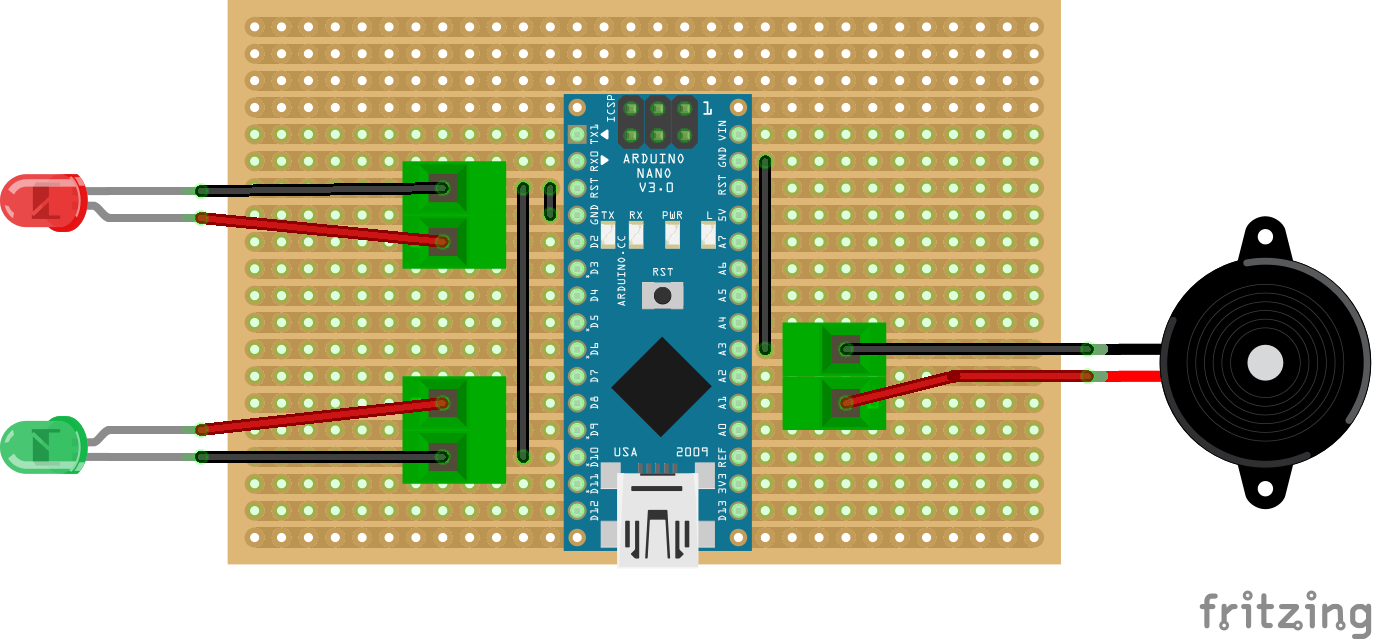 ICSP
1
TX1
RX0
RST
GND
D2
D3
D4
D5
D6
D7
D8
D9
D10
D11
D12
ARDUINO
NANO
V3.0
TX
RX
PWR
L
ARDUINO.CC
RST
USA
2009
VIN
GND
RST
5V
A7
A6
A5
A4
A3
A2
A1
A0
REF
3V3
D13
fritzing